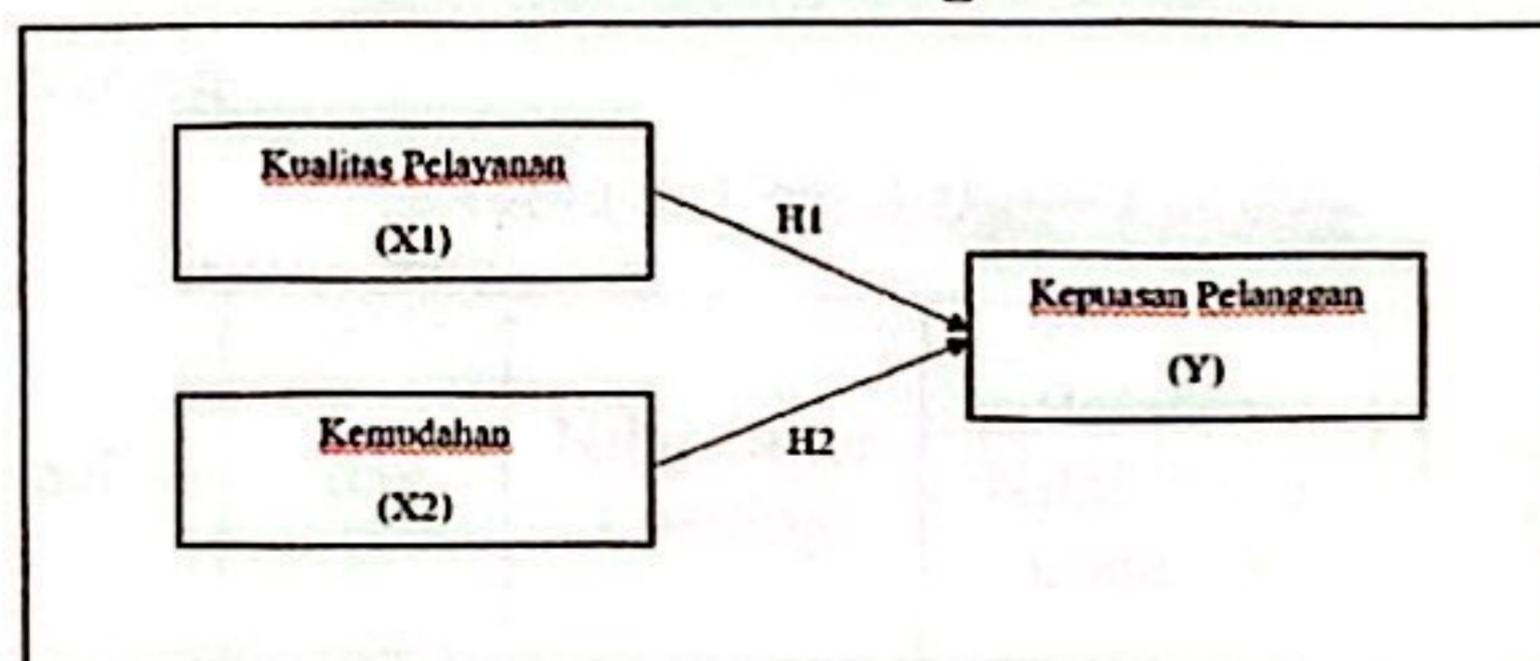 Kualitas Pelayanan
(X1)
H1
Kepuasan Pelanggan
(Y)
Kemudahan
(X2)
H2